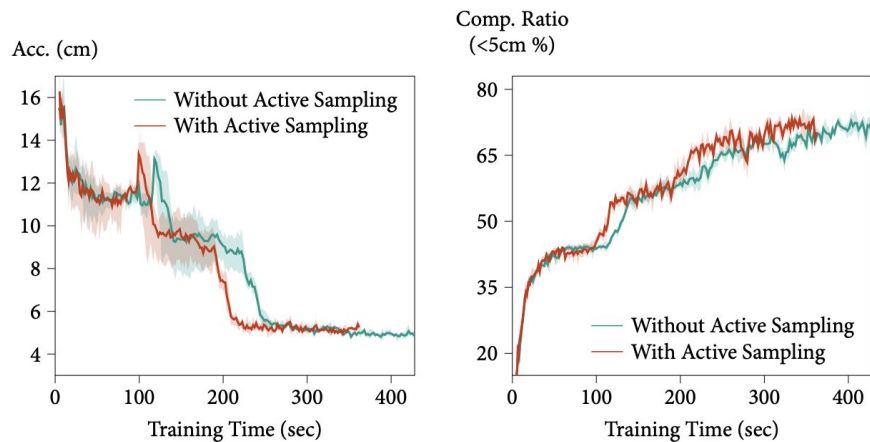 Acc. (cm)
16
14
12
10
8
6
4
0
100
200
300
400
Training Time (sec)
Without Active Sampling
With Active Sampling
Comp. Ratio
(<5cm %)
80
65
50
35
20
0
100
200
300
400
Training Time (sec)
Without Active Sampling
With Active Sampling